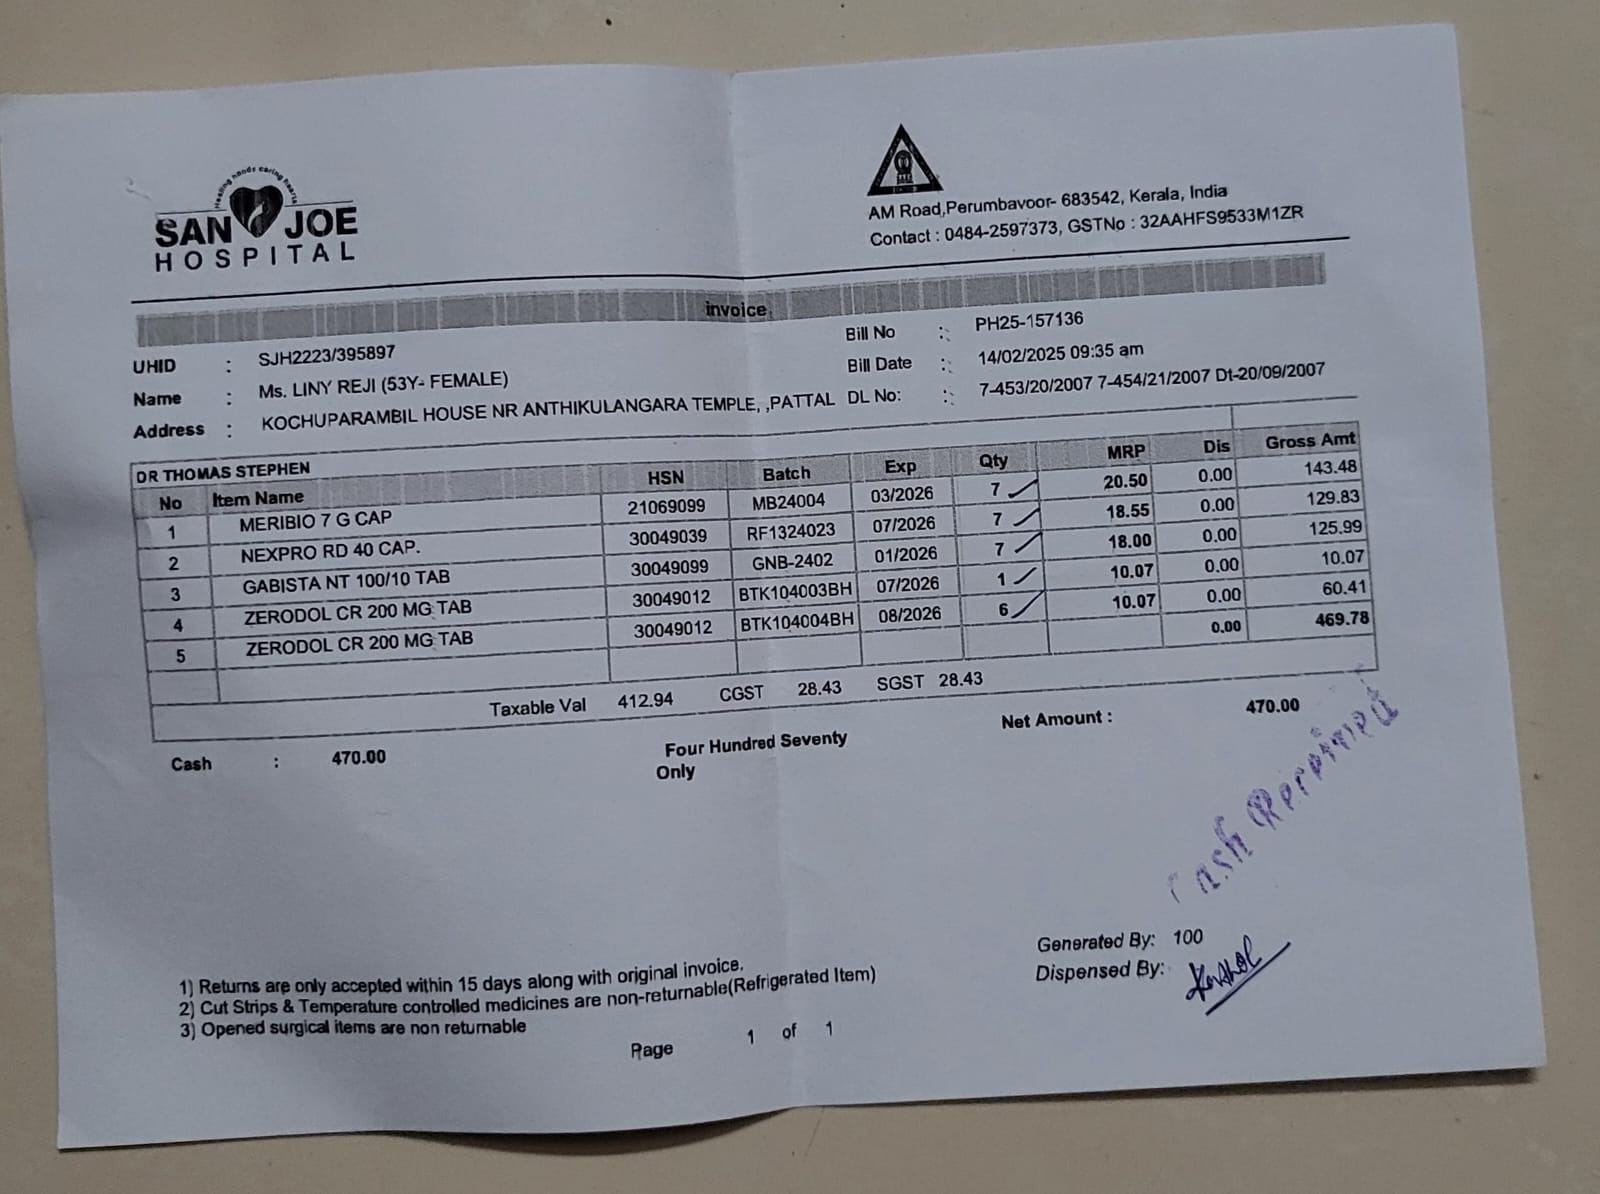 Healing hands caring hearts
SAN JOE
HOSPITAL
AM Road,Perumbavoor- 683542, Kerala, India
Contact : 0484-2597373, GSTNo : 32AAHFS9533M1ZR
invoice
UHID : SJH2223/395897
Bill No :: PH25-157136
Name : Ms. LINY REJI (53Y- FEMALE)
Bill Date :: 14/02/2025 09:35 am
Address : KOCHUPARAMBIL HOUSE NR ANTHIKULANGARA TEMPLE, ,PATTAL
DL No: :: 7-453/20/2007 7-454/21/2007 Dt-20/09/2007
DR THOMAS STEPHEN
No Item Name HSN Batch Exp Qty MRP Dis Gross Amt
1 MERIBIO 7 G CAP 21069099 MB24004 03/2026 7 20.50 0.00 143.48
2 NEXPRO RD 40 CAP. 30049039 RF1324023 07/2026 7 18.55 0.00 129.83
3 GABISTA NT 100/10 TAB 30049099 GNB-2402 01/2026 7 18.00 0.00 125.99
4 ZERODOL CR 200 MG TAB 30049012 BTK104003BH 07/2026 1 10.07 0.00 10.07
5 ZERODOL CR 200 MG TAB 30049012 BTK104004BH 08/2026 6 10.07 0.00 60.41
0.00 469.78
Taxable Val 412.94 CGST 28.43 SGST 28.43
Cash : 470.00 Four Hundred Seventy Only Net Amount : 470.00
Cash Received
Generated By: 100
Dispensed By:
1) Returns are only accepted within 15 days along with original invoice.
2) Cut Strips & Temperature controlled medicines are non-returnable(Refrigerated Item)
3) Opened surgical items are non returnable
Page 1 of 1